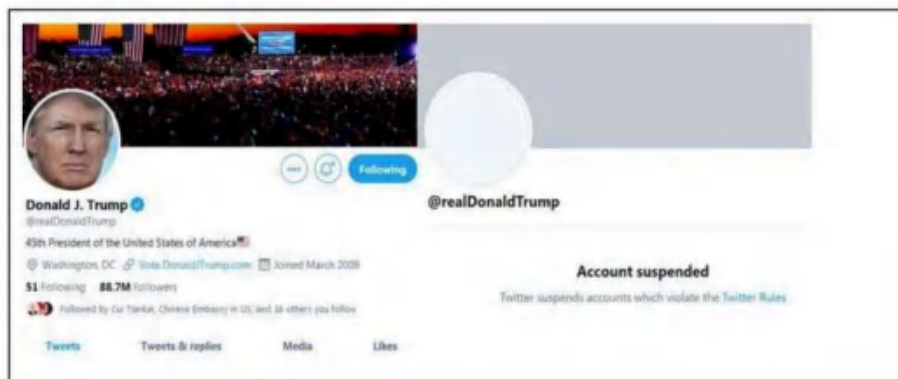 Following
Donald J. Trump
@realDonaldTrump
45th President of the United States of America
Washington, DC Vote.DonaldJTrump.com Joined March 2009
51 Following 88.7M Followers
Followed by Cui Tiankai, Chinese Embassy in US, and 16 others you follow
Tweets Tweets & replies Media Likes
@realDonaldTrump
Account suspended
Twitter suspends accounts which violate the Twitter Rules